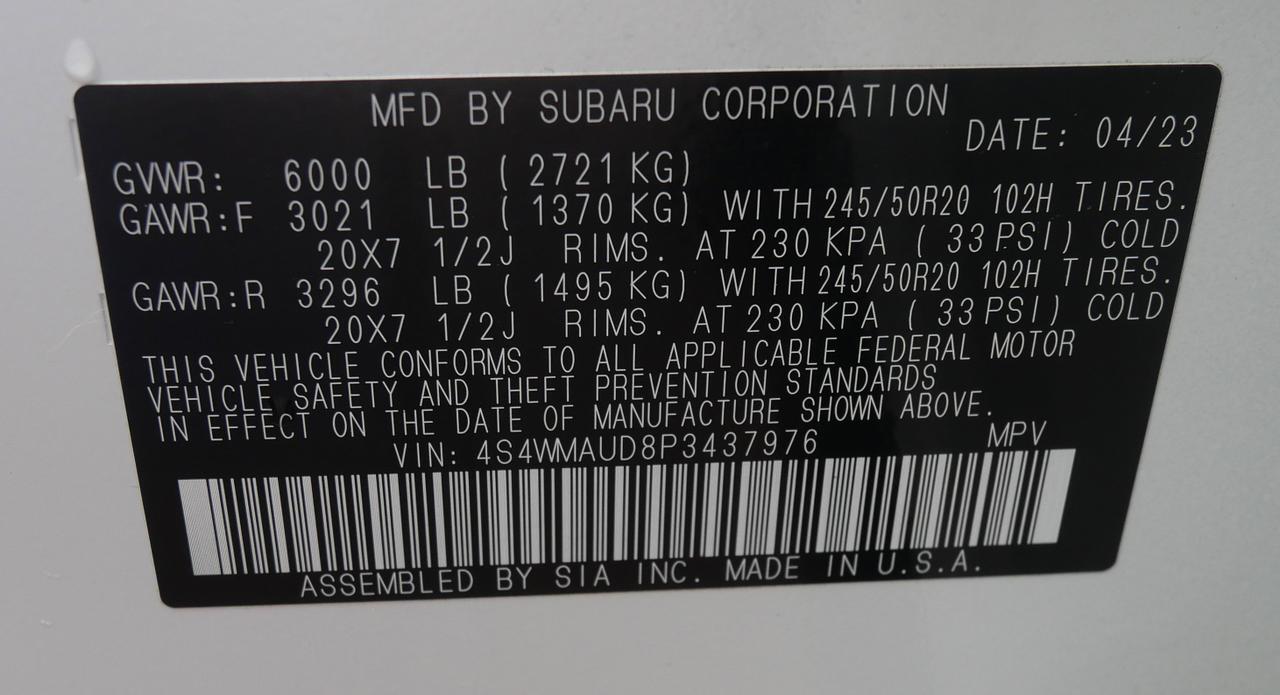 MFD BY SUBARU CORPORATION
DATE: 04/23
GVWR: 6000 LB ( 2721 KG)
GAWR:F 3021 LB ( 1370 KG) WITH 245/50R20 102H TIRES.
20X7 1/2J RIMS. AT 230 KPA ( 33 PSI) COLD
GAWR:R 3296 LB ( 1495 KG) WITH 245/50R20 102H TIRES.
20X7 1/2J RIMS. AT 230 KPA ( 33 PSI) COLD
THIS VEHICLE CONFORMS TO ALL APPLICABLE FEDERAL MOTOR
VEHICLE SAFETY AND THEFT PREVENTION STANDARDS
IN EFFECT ON THE DATE OF MANUFACTURE SHOWN ABOVE.
VIN: 4S4WMAUD8P3437976 MPV
ASSEMBLED BY SIA INC. MADE IN U.S.A.